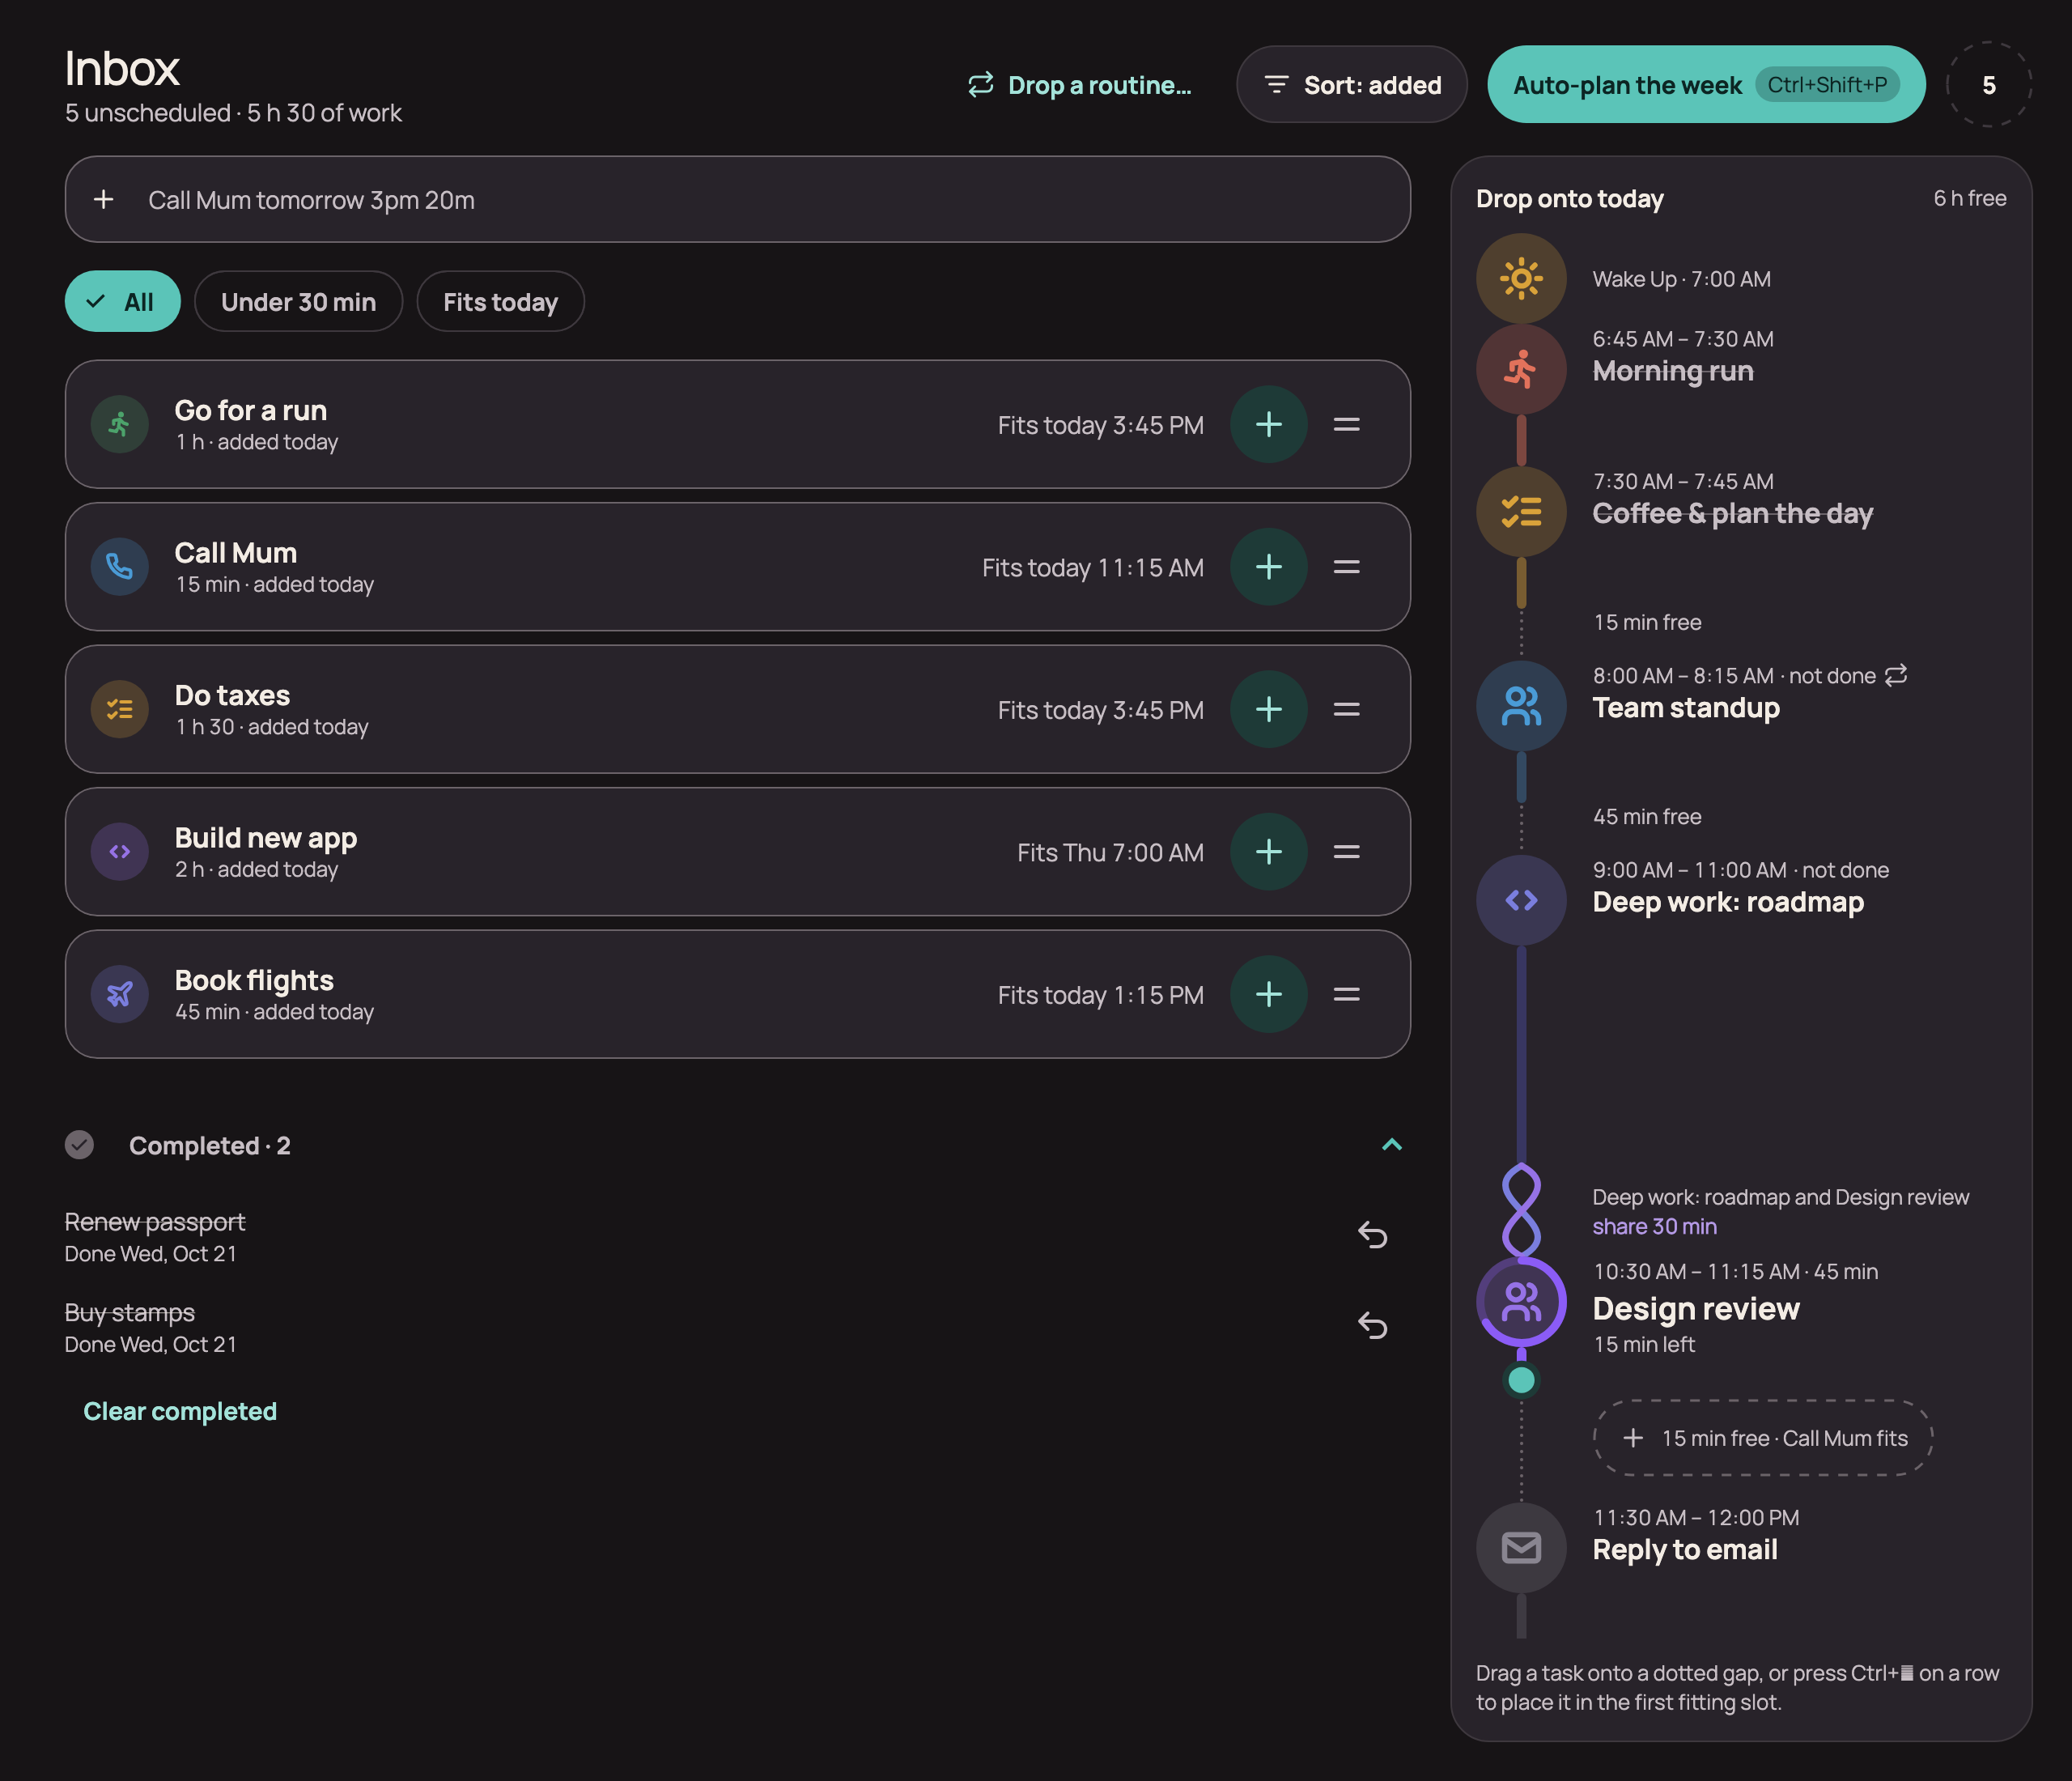 Inbox
5 unscheduled · 5 h 30 of work
Drop a routine...
Sort: added
Auto-plan the week Ctrl+Shift+P
5
Call Mum tomorrow 3pm 20m
All
Under 30 min
Fits today
Go for a run
1 h · added today
Fits today 3:45 PM
Call Mum
15 min · added today
Fits today 11:15 AM
Do taxes
1 h 30 · added today
Fits today 3:45 PM
Build new app
2 h · added today
Fits Thu 7:00 AM
Book flights
45 min · added today
Fits today 1:15 PM
Completed · 2
Renew passport
Done Wed, Oct 21
Buy stamps
Done Wed, Oct 21
Clear completed
Drop onto today
6 h free
Wake Up · 7:00 AM
6:45 AM – 7:30 AM
Morning run
7:30 AM – 7:45 AM
Coffee & plan the day
15 min free
8:00 AM – 8:15 AM · not done
Team standup
45 min free
9:00 AM – 11:00 AM · not done
Deep work: roadmap
Deep work: roadmap and Design review
share 30 min
10:30 AM – 11:15 AM · 45 min
Design review
15 min left
15 min free · Call Mum fits
11:30 AM – 12:00 PM
Reply to email
Drag a task onto a dotted gap, or press Ctrl+ on a row
to place it in the first fitting slot.